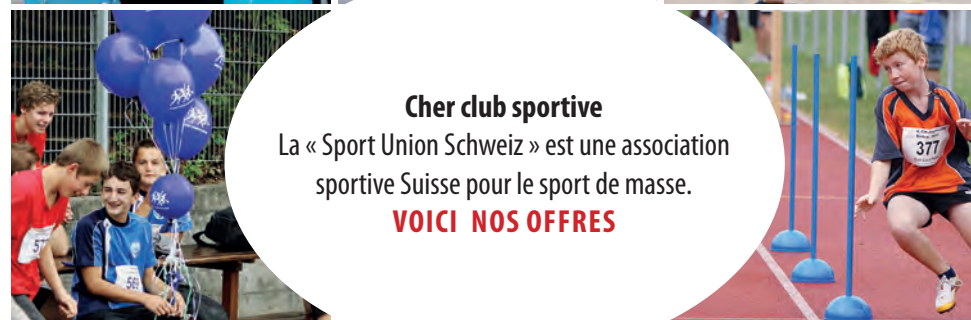 Cher club sportive
La « Sport Union Schweiz » est une association
sportive Suisse pour le sport de masse.
VOICI NOS OFFRES
377
569